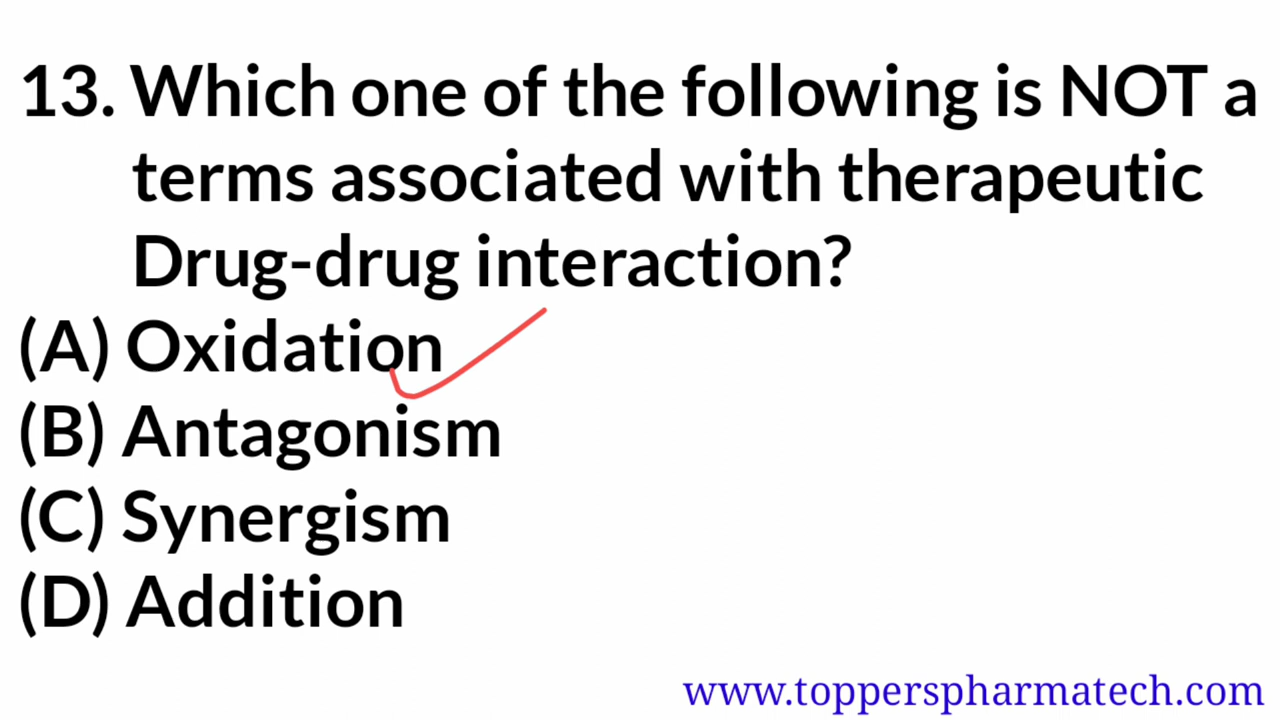 13. Which one of the following is NOT a
terms associated with therapeutic
Drug-drug interaction?
(A) Oxidation
(B) Antagonism
(C) Synergism
(D) Addition
www.topperspharmatech.com